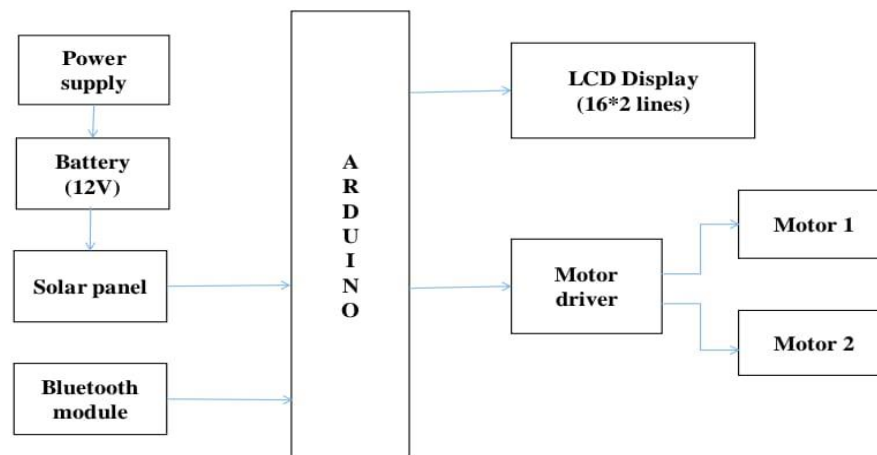 Power
supply
Battery
(12V)
Solar panel
Bluetooth
module
A
R
D
U
I
N
O
LCD Display
(16*2 lines)
Motor
driver
Motor 1
Motor 2